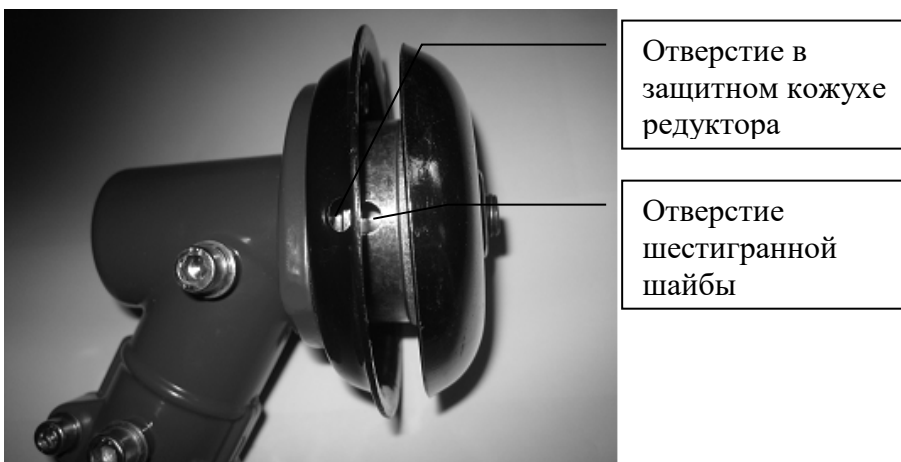 Отверстие в
защитном кожухе
редуктора
Отверстие
шестигранной
шайбы